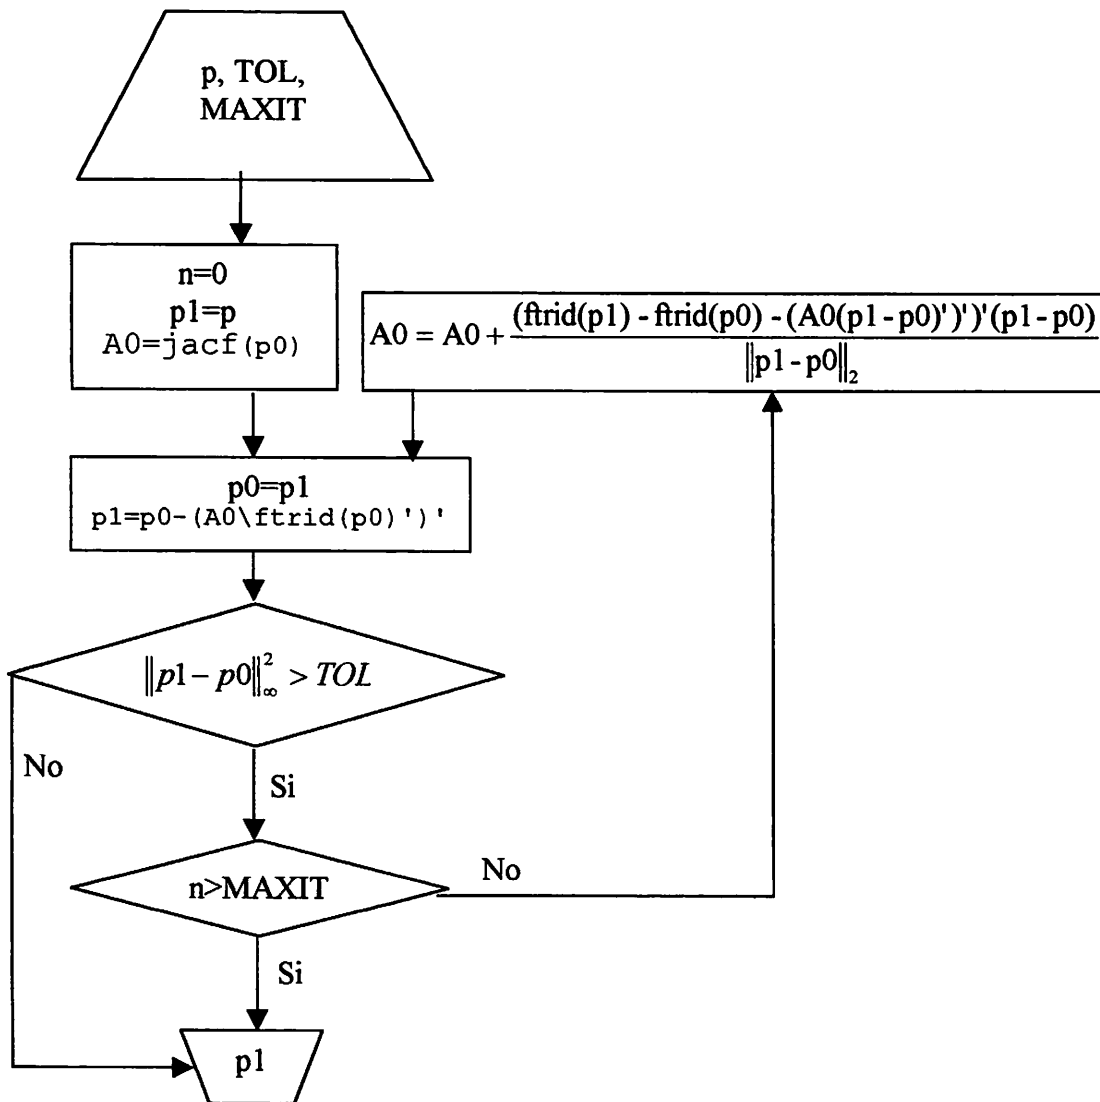 p, TOL,
MAXIT
n=0
p1=p
A0=jacf(p0)
A0 = A0 + (ftrid(p1) - ftrid(p0) - (A0(p1-p0)')')'(p1-p0) / ‖p1-p0‖₂
p0=p1
p1=p0-(A0\ftrid(p0)')'
‖p1 - p0‖²∞ > TOL
No
Si
n>MAXIT
No
Si
p1